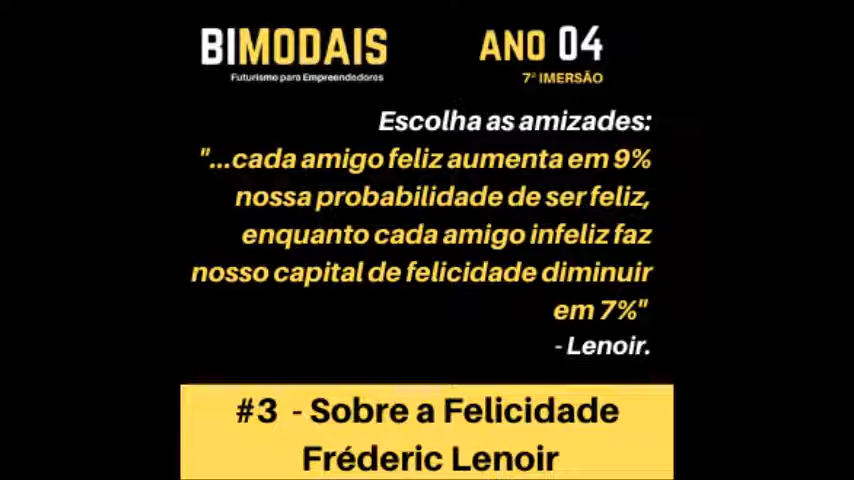 BIMODAIS
Futurismo para Empreendedores
ANO 04
7ª IMERSÃO
Escolha as amizades:
"...cada amigo feliz aumenta em 9%
nossa probabilidade de ser feliz,
enquanto cada amigo infeliz faz
nosso capital de felicidade diminuir
em 7%"
- Lenoir.
#3 - Sobre a Felicidade
Fréderic Lenoir